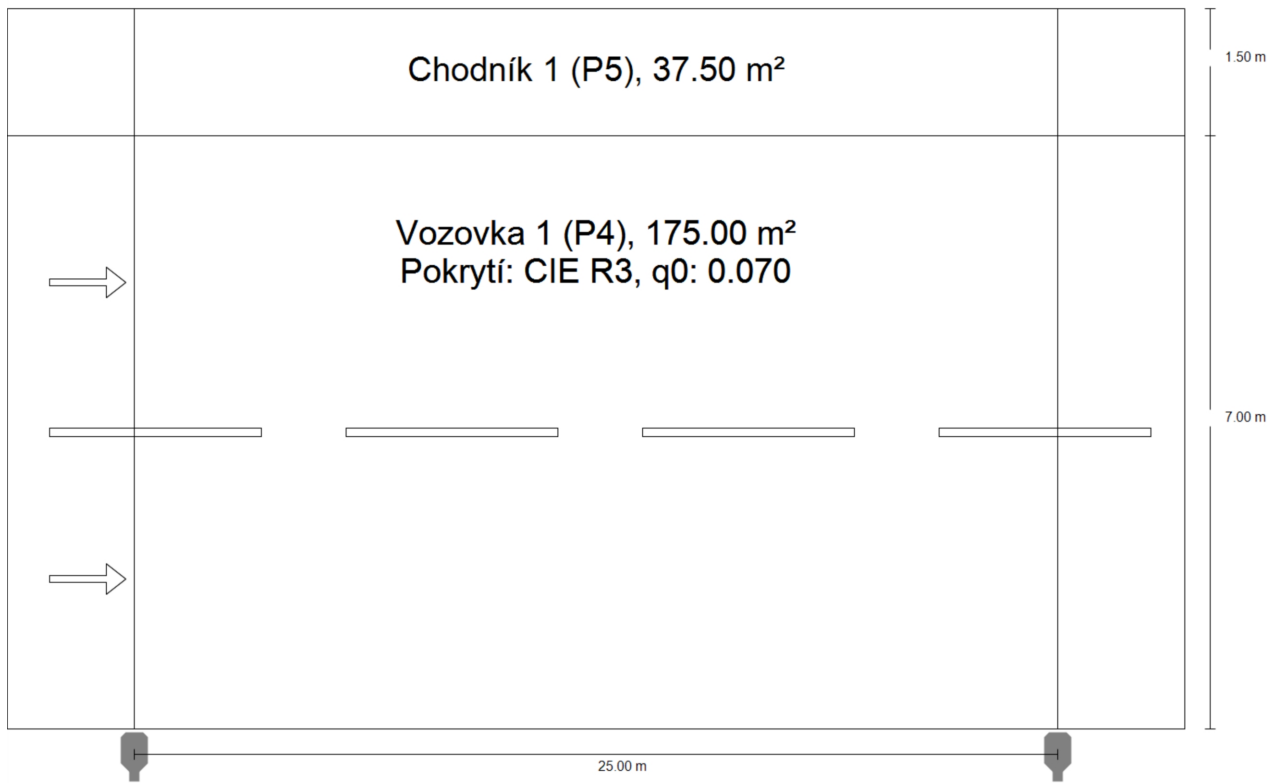 Chodník 1 (P5), 37.50 m²
1.50 m
Vozovka 1 (P4), 175.00 m²
Pokrytí: CIE R3, q0: 0.070
7.00 m
25.00 m